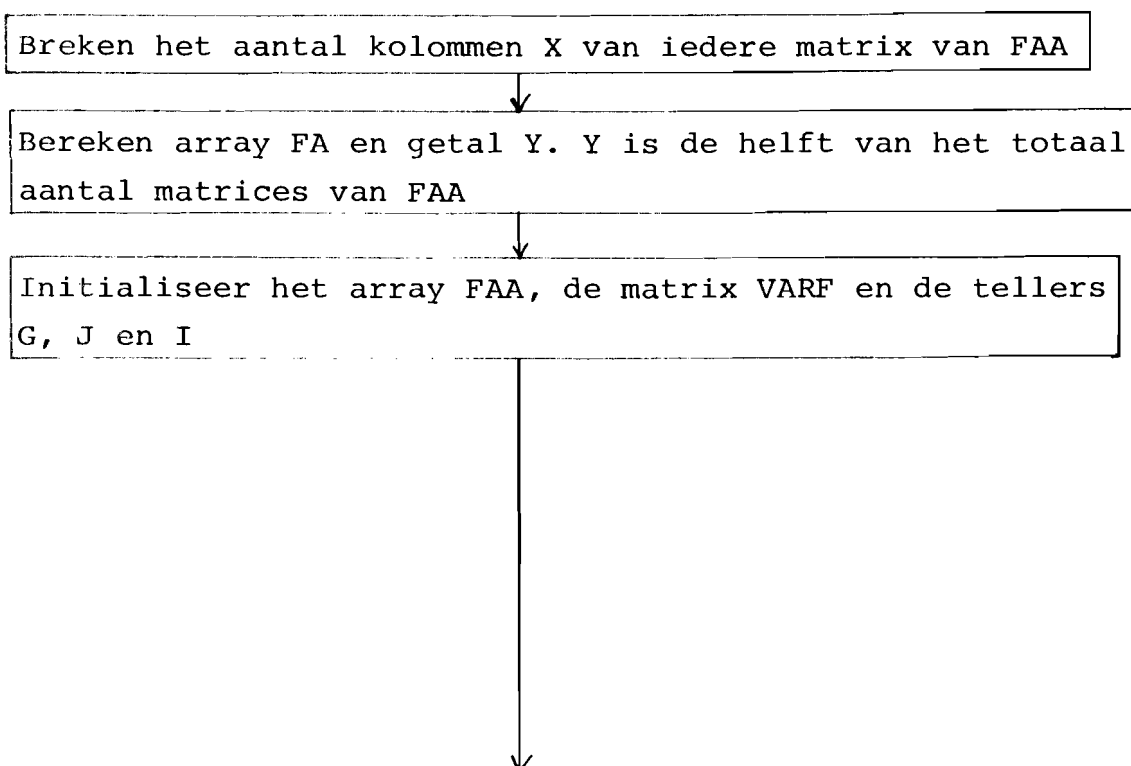 Breken het aantal kolommen X van iedere matrix van FAA
Bereken array FA en getal Y. Y is de helft van het totaal
aantal matrices van FAA
Initialiseer het array FAA, de matrix VARF en de tellers
G, J en I